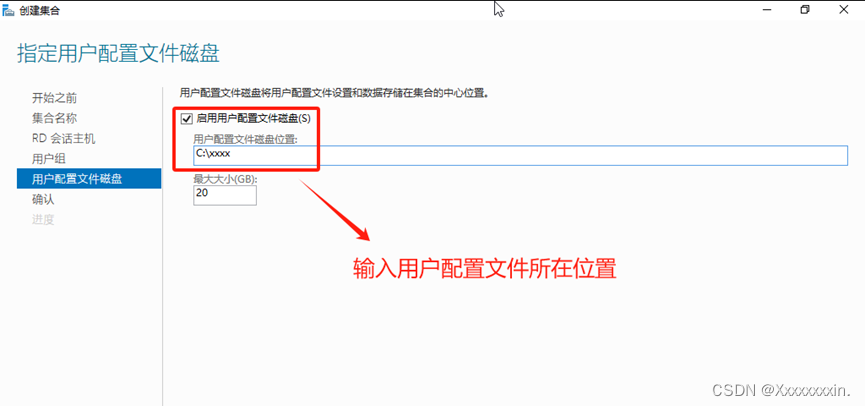 创建集合
指定用户配置文件磁盘
开始之前
集合名称
RD 会话主机
用户组
用户配置文件磁盘
确认
进度
用户配置文件磁盘将用户配置文件设置和数据存储在集合的中心位置。
启用用户配置文件磁盘(S)
用户配置文件磁盘位置:
C:\xxxx
最大大小(GB):
20
输入用户配置文件所在位置
CSDN @Xxxxxxxxin.